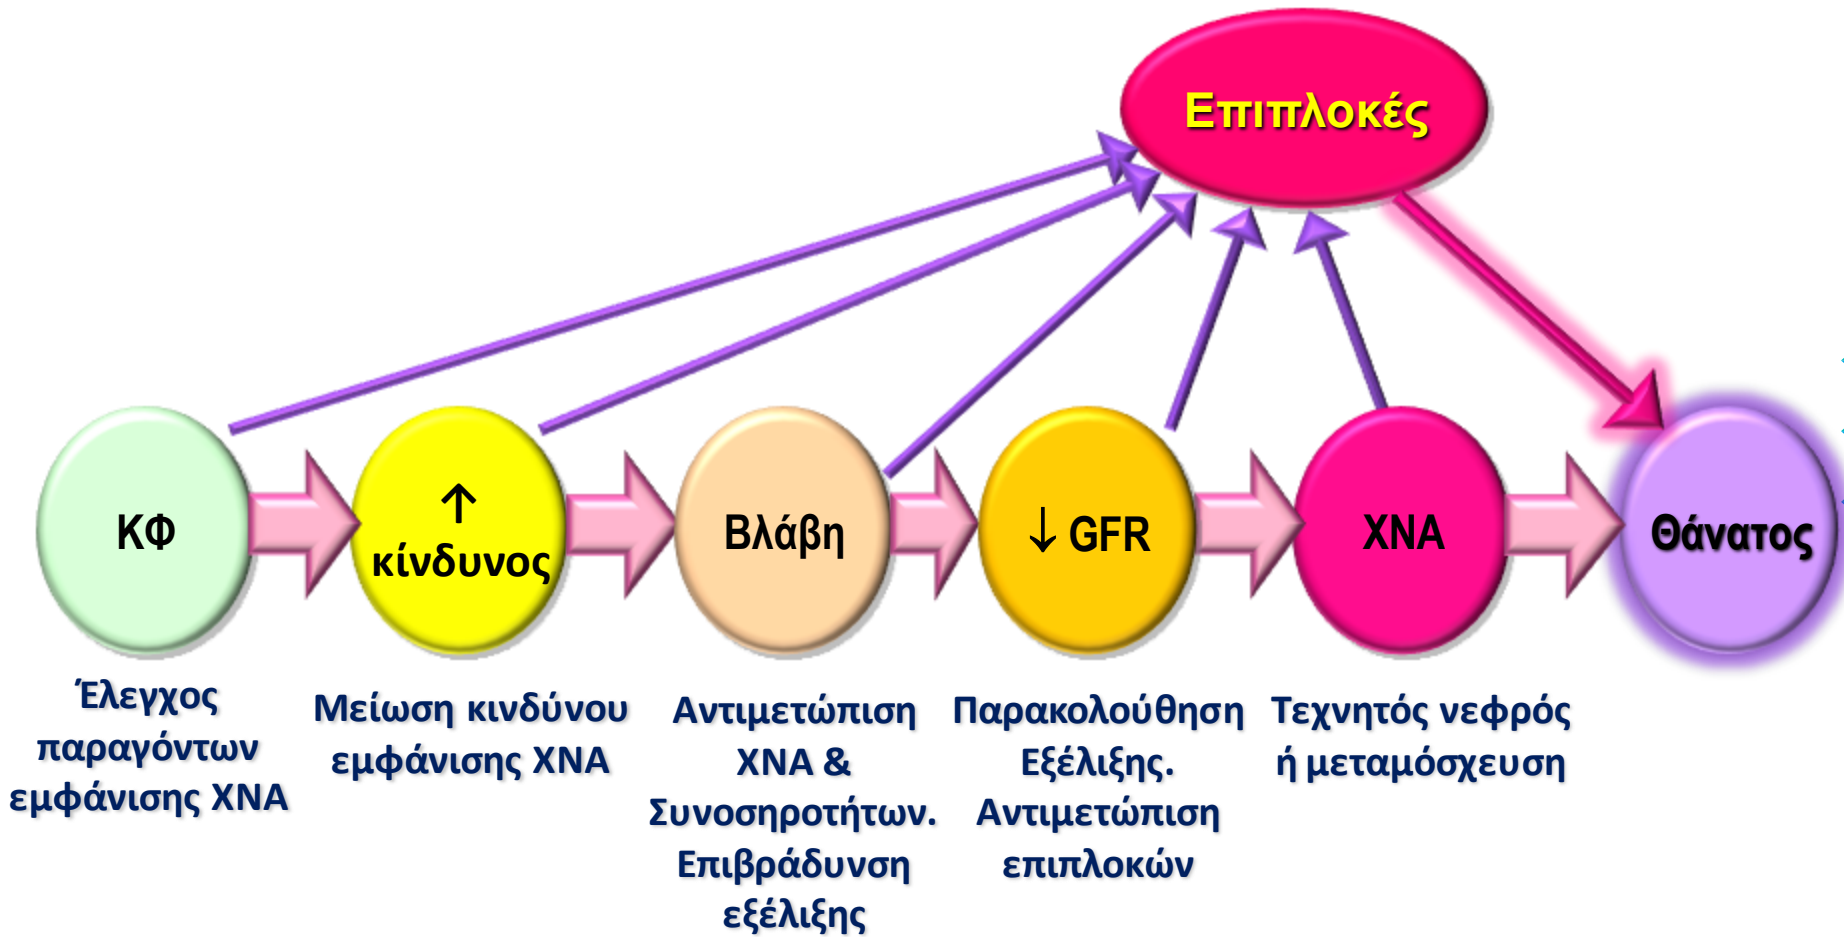 Επιπλοκές
ΚΦ
↑
κίνδυνος
Βλάβη
↓ GFR
ΧΝΑ
Θάνατος
Έλεγχος
παραγόντων
εμφάνισης ΧΝΑ
Μείωση κινδύνου
εμφάνισης ΧΝΑ
Αντιμετώπιση
ΧΝΑ &
Συνοσηροτήτων.
Επιβράδυνση
εξέλιξης
Παρακολούθηση
Εξέλιξης.
Αντιμετώπιση
επιπλοκών
Τεχνητός νεφρός
ή μεταμόσχευση